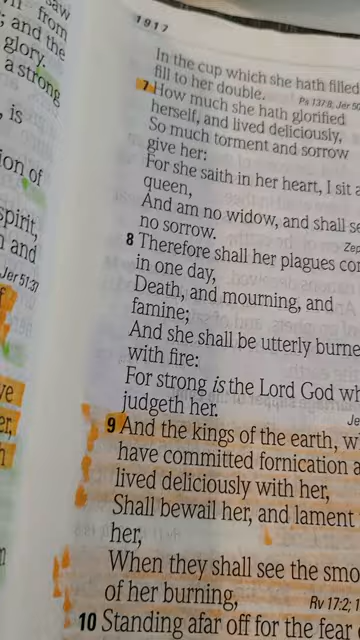 saw
from
; and the
glory.
a strong
, is
ion of
spirit,
and
Jer 51:37
er,
1917
In the cup which she hath filled
fill to her double.
Ps 137:8; Jer 50
7 How much she hath glorified
herself, and lived deliciously,
So much torment and sorrow
give her:
For she saith in her heart, I sit a
queen,
And am no widow, and shall se
no sorrow.
Zep
8 Therefore shall her plagues co
in one day,
Death, and mourning, and
famine;
And she shall be utterly burne
with fire:
For strong is the Lord God wh
judgeth her.
Je
9 And the kings of the earth, w
have committed fornication a
lived deliciously with her,
Shall bewail her, and lament
her,
When they shall see the smo
of her burning,
Rv 17:2; 1
10 Standing afar off for the fear